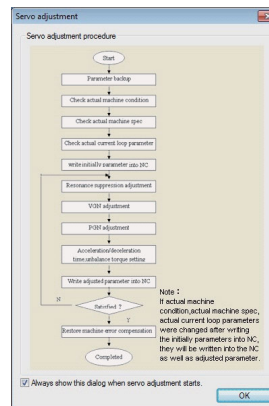 Servo adjustment
Servo adjustment procedure
Start
Parameter backup
Check actual machine condition
Check actual machine spec
Check actual current loop parameter
write initially parameter into NC
Resonance suppression adjustment
VGN adjustment
PGN adjustment
Acceleration/deceleration
time,unbalance torque setting
Write adjusted parameter into NC
N
Satisfied ?
Y
Restore machine error compensation
Completed
Note :
If actual machine
condition,actual machine spec,
actual current loop parameters
were changed after writing
the initially parameters into NC,
they will be written into the NC
as well as adjusted parameter.
Always show this dialog when servo adjustment starts.
OK